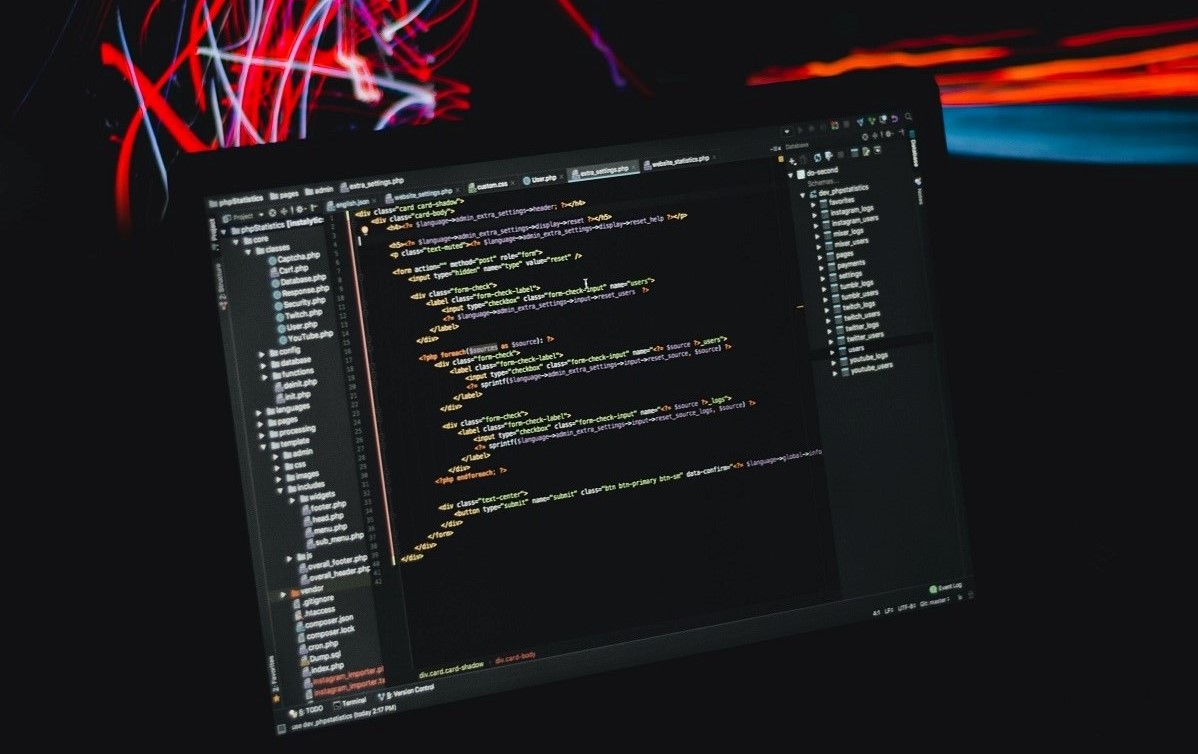 phpStatistics pages admin extra_settings.php
Project
english.json website_settings.php custom.css User.php extra_settings.php website_statistics.php
phpStatistics
core
classes
Captcha.php
Csrf.php
Database.php
Response.php
Security.php
Twitch.php
User.php
YouTube.php
config
database
functions
deinit.php
init.php
languages
pages
processing
template
admin
css
images
includes
widgets
footer.php
head.php
menu.php
sub_menu.php
js
overall_footer.php
overall_header.php
vendor
.gitignore
.htaccess
composer.json
composer.lock
cron.php
Dump.sql
index.php
instagram_importer.ts
<div class="card card-shadow">
<div class="card-body">
<h4><?= $language->admin_extra_settings->header; ?></h4>
<h5><?= $language->admin_extra_settings->display->reset ?></h5>
<p class="text-muted"><?= $language->admin_extra_settings->display->reset_help ?></p>
<form action="" method="post" role="form">
<input type="hidden" name="type" value="reset" />
<div class="form-check">
<label class="form-check-label">
<input type="checkbox" class="form-check-input" name="users">
<?= $language->admin_extra_settings->input->reset_users ?>
</label>
</div>
<?php foreach($sources as $source): ?>
<div class="form-check">
<label class="form-check-label">
<input type="checkbox" class="form-check-input" name="<?= $source ?>_users">
<?= sprintf($language->admin_extra_settings->input->reset_source, $source) ?>
</label>
</div>
<div class="form-check">
<label class="form-check-label">
<input type="checkbox" class="form-check-input" name="<?= $source ?>_logs">
<?= sprintf($language->admin_extra_settings->input->reset_source_logs, $source) ?>
</label>
</div>
<?php endforeach; ?>
<div class="text-center">
<button type="submit" name="submit" class="btn btn-primary btn-sm" data-confirm="<?= $language->global->info
</div>
</form>
</div>
</div>
Database
do-second
Schemas
dev_phpstatistics
favorites
instagram_logs
instagram_users
mixer_logs
mixer_users
pages
payments
settings
tumblr_logs
tumblr_users
twitch_logs
twitch_users
twitter_logs
twitter_users
users
youtube_logs
youtube_users
div.card.card-shadow div.card-body
TODO Terminal Version Control
Event Log
use dev_phpstatistics (today 2:17 PM)
4:1 LF UTF-8 Git: master
Project
Structure
Favorites
Database